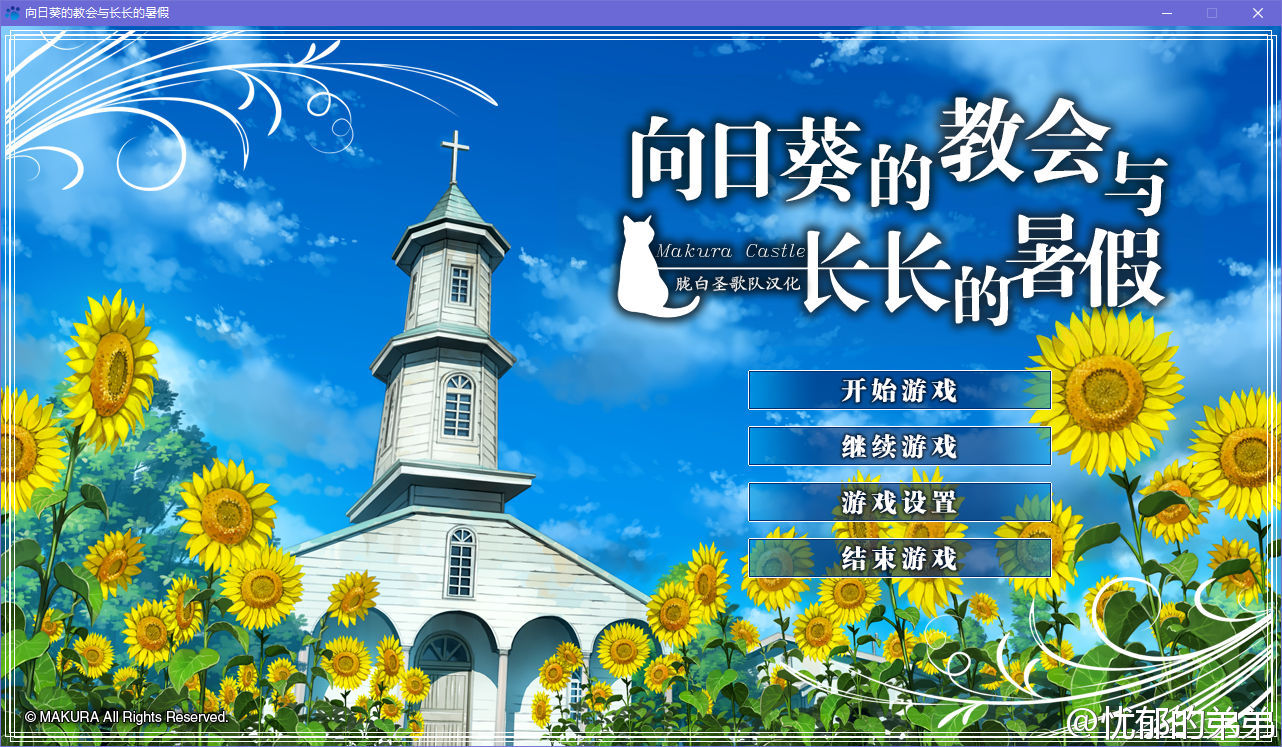 向日葵的教会与长长的暑假
向日葵的教会与
长长的暑假
Makura Castle
胧白圣歌队汉化
开始游戏
继续游戏
游戏设置
结束游戏
© MAKURA All Rights Reserved.
@忧郁的弟弟